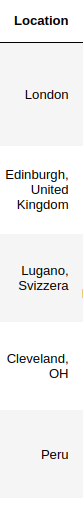 Location
London
Edinburgh,
United
Kingdom
Lugano,
Svizzera
Cleveland,
OH
Peru